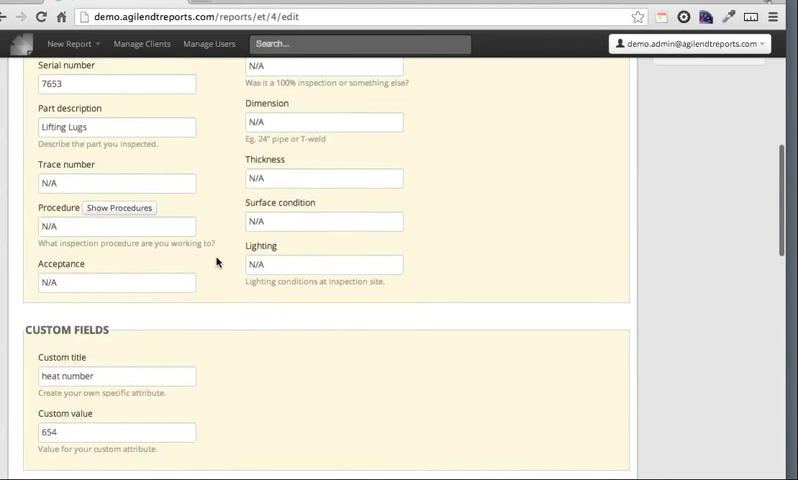 demo.agilendtreports.com/reports/et/4/edit
New Report Manage Clients Manage Users Search... demo.admin@agilendtreports.com
Serial number
7653
Part description
Lifting Lugs
Describe the part you inspected.
Trace number
N/A
Procedure Show Procedures
N/A
What inspection procedure are you working to?
Acceptance
N/A
N/A
Was it a 100% inspection or something else?
Dimension
N/A
Eg. 24" pipe or T-weld
Thickness
N/A
Surface condition
N/A
Lighting
N/A
Lighting conditions at inspection site.
CUSTOM FIELDS
Custom title
heat number
Create your own specific attribute.
Custom value
654
Value for your custom attribute.